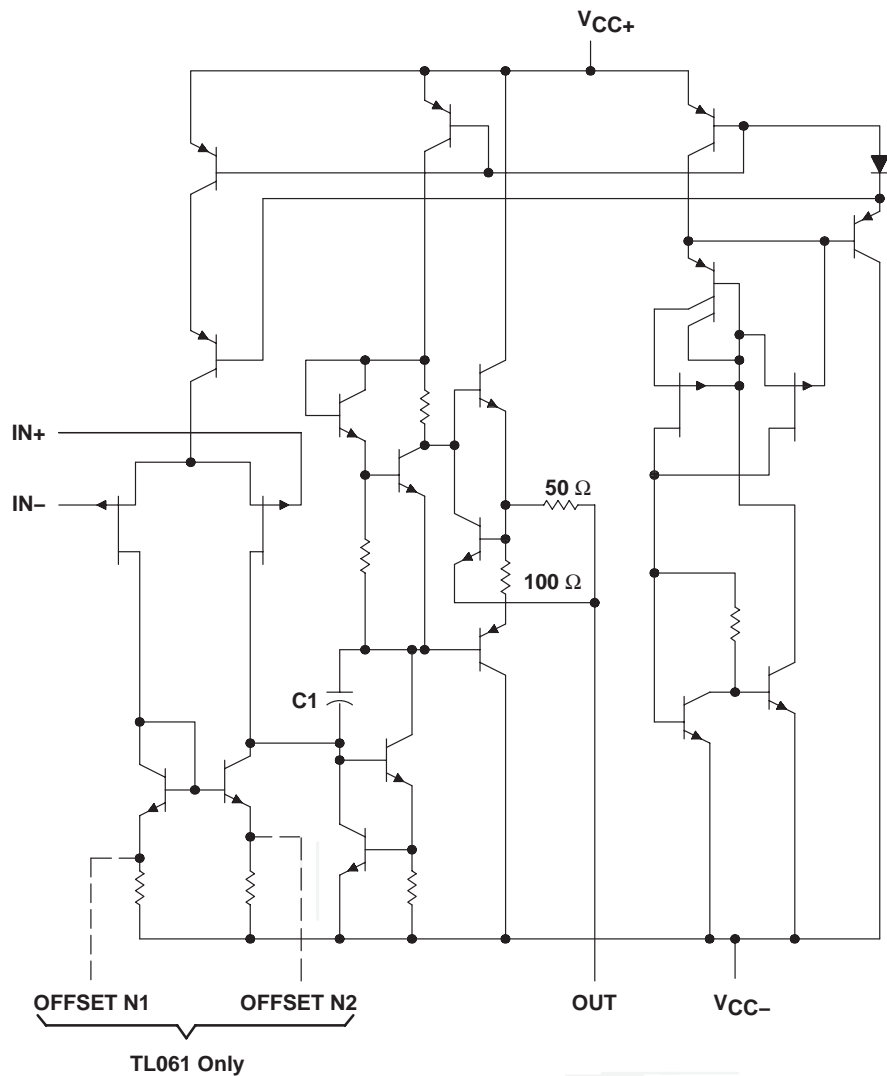 VCC+
IN+
IN−
50 Ω
100 Ω
C1
OFFSET N1
OFFSET N2
OUT
VCC−
TL061 Only